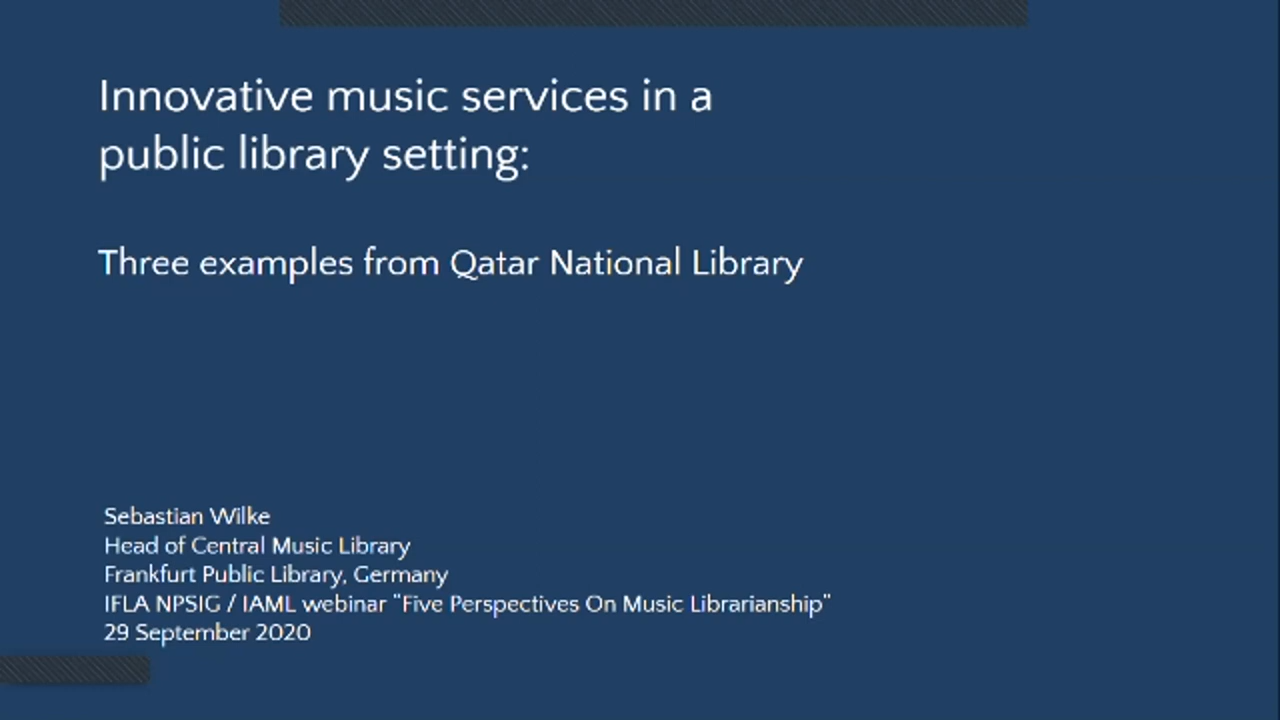 Innovative music services in a
public library setting:
Three examples from Qatar National Library
Sebastian Wilke
Head of Central Music Library
Frankfurt Public Library, Germany
IFLA NPSIG / IAML webinar "Five Perspectives On Music Librarianship"
29 September 2020